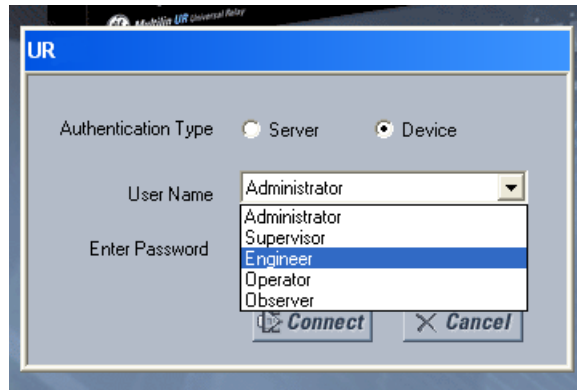 Multilin UR Universal Relay
UR
Authentication Type Server Device
User Name Administrator
Administrator
Supervisor
Engineer
Enter Password
Operator
Observer
Connect Cancel